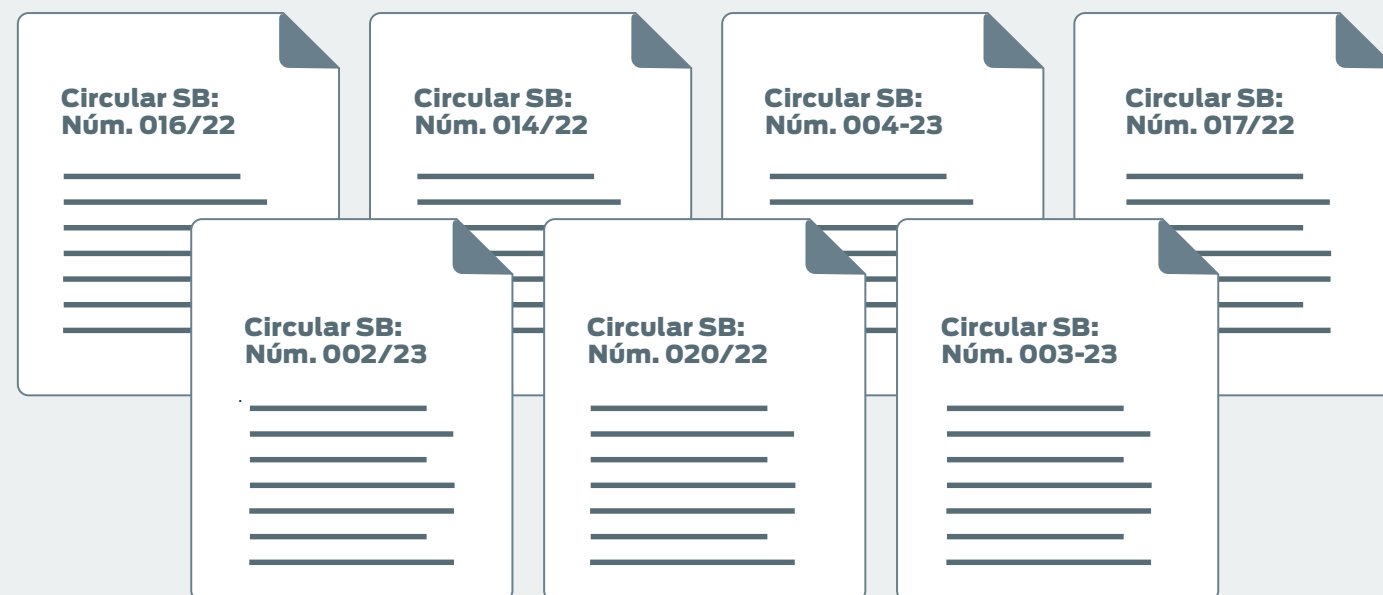 Circular SB:
Núm. 016/22
Circular SB:
Núm. 014/22
Circular SB:
Núm. 004-23
Circular SB:
Núm. 017/22
Circular SB:
Núm. 002/23
Circular SB:
Núm. 020/22
Circular SB:
Núm. 003-23